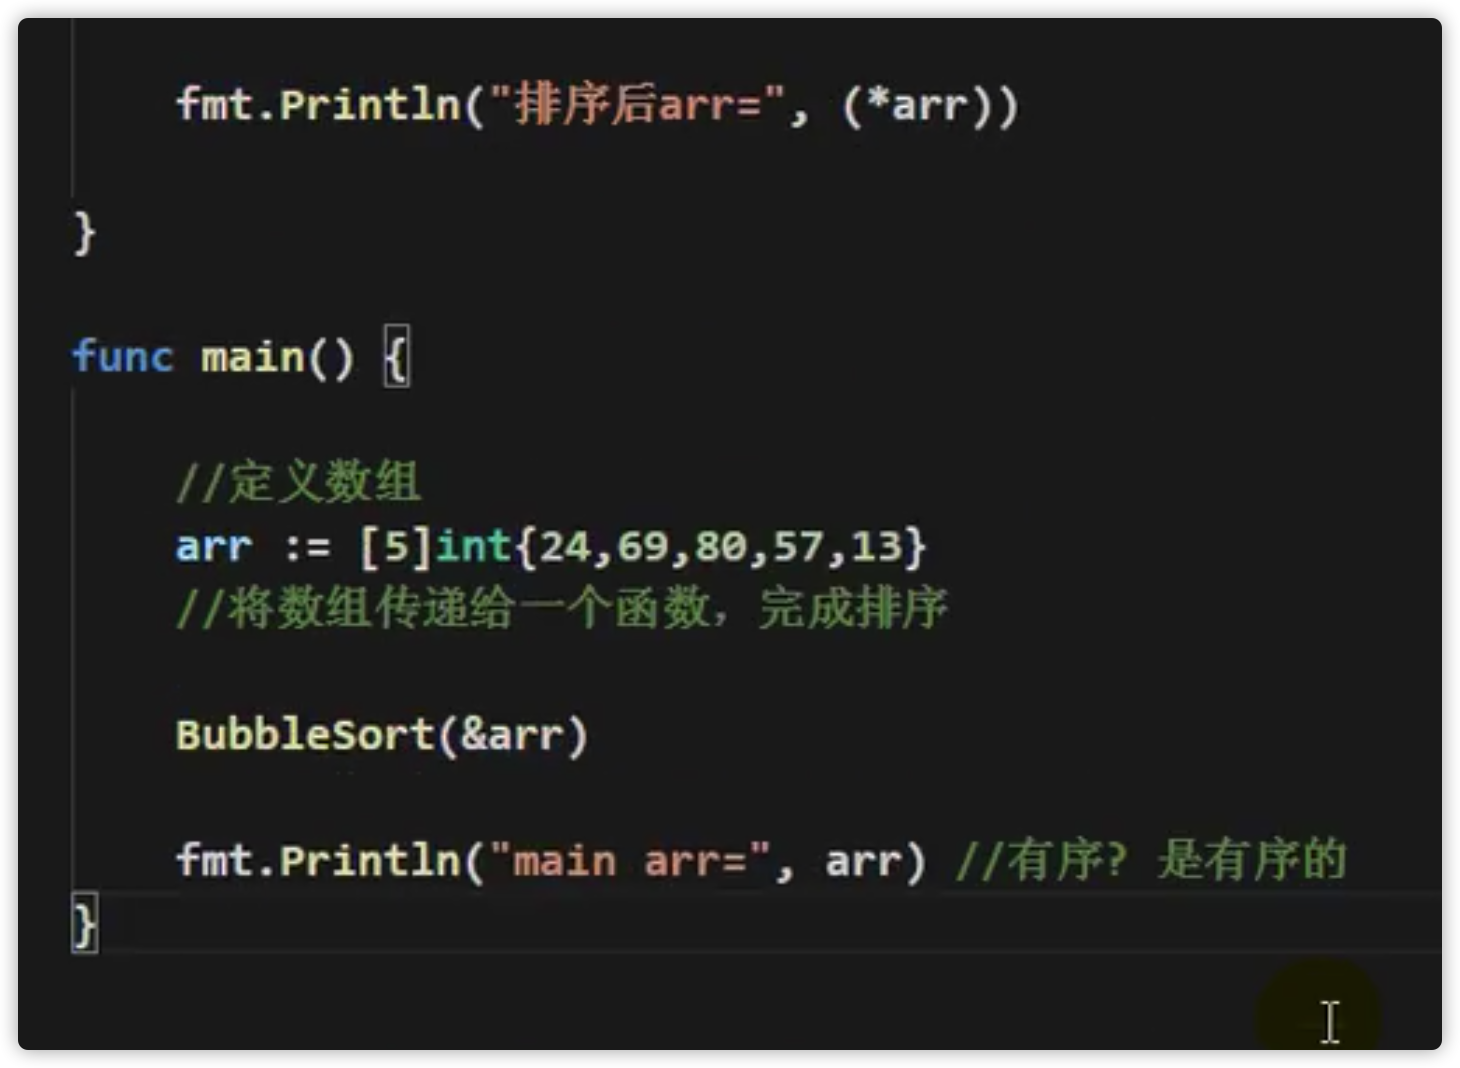 fmt.Println("排序后arr=", (*arr))
}
func main() {
//定义数组
arr := [5]int{24,69,80,57,13}
//将数组传递给一个函数，完成排序
BubbleSort(&arr)
fmt.Println("main arr=", arr) //有序? 是有序的
}